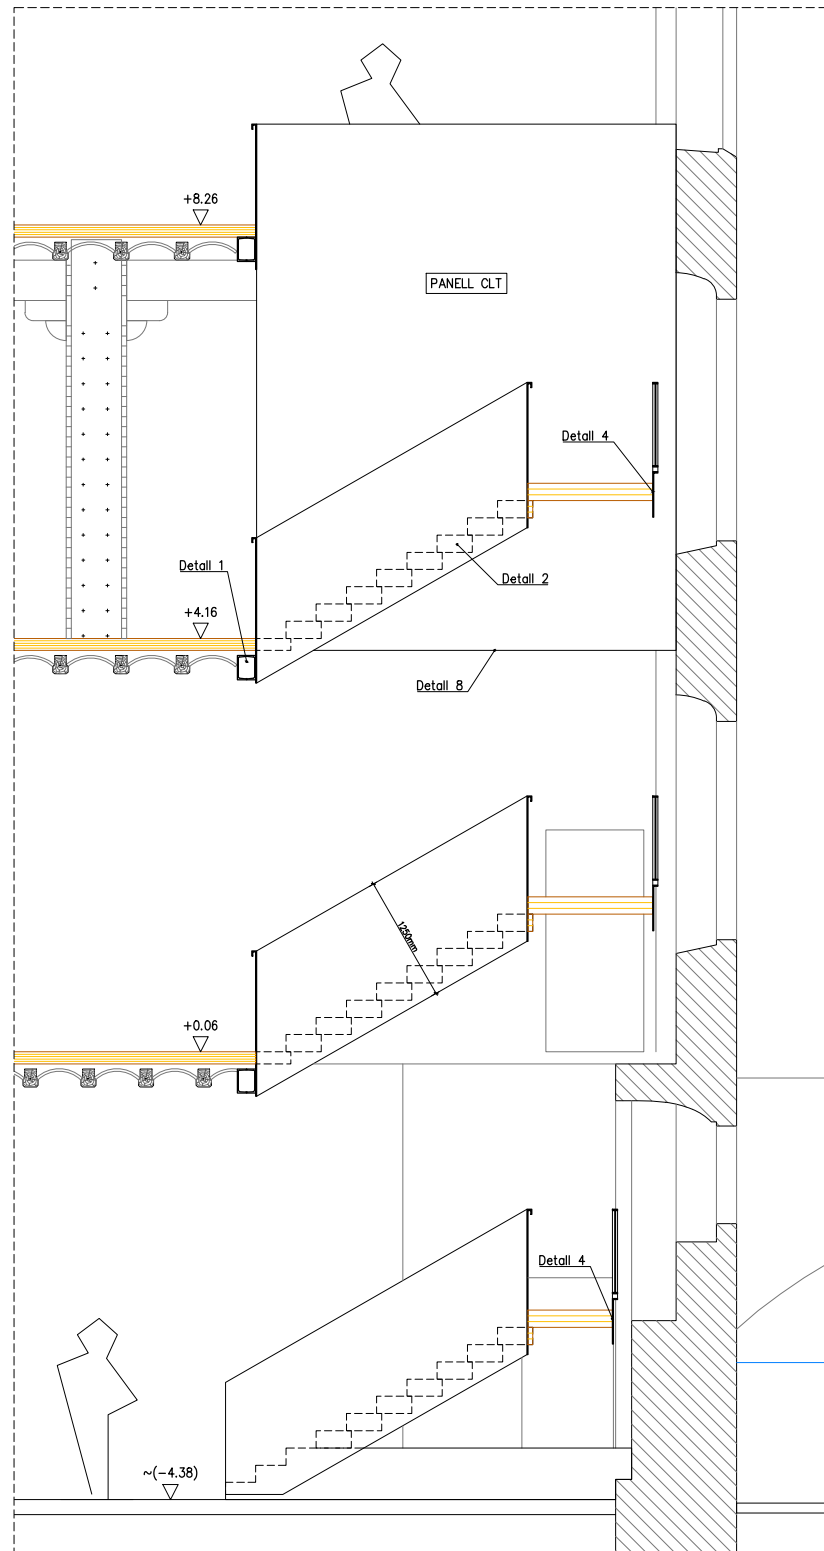 +8.26
PANELL CLT
Detall 4
Detall 1
Detall 2
+4.16
Detall 8
1250mm
+0.06
Detall 4
~(-4.38)